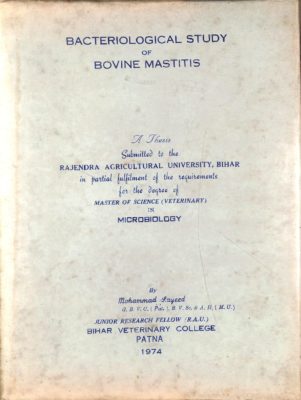 BACTERIOLOGICAL STUDY
OF
BOVINE MASTITIS
A Thesis
Submitted to the
RAJENDRA AGRICULTURAL UNIVERSITY, BIHAR
in partial fulfilment of the requirements
for the degree of
MASTER OF SCIENCE (VETERINARY)
IN
MICROBIOLOGY
By
Mohammad Sayeed
G. B. V. C. ( Pat. ), B. V. Sc. & A. H. ( M. U. )
JUNIOR RESEARCH FELLOW (R.A.U.)
BIHAR VETERINARY COLLEGE
PATNA
1974